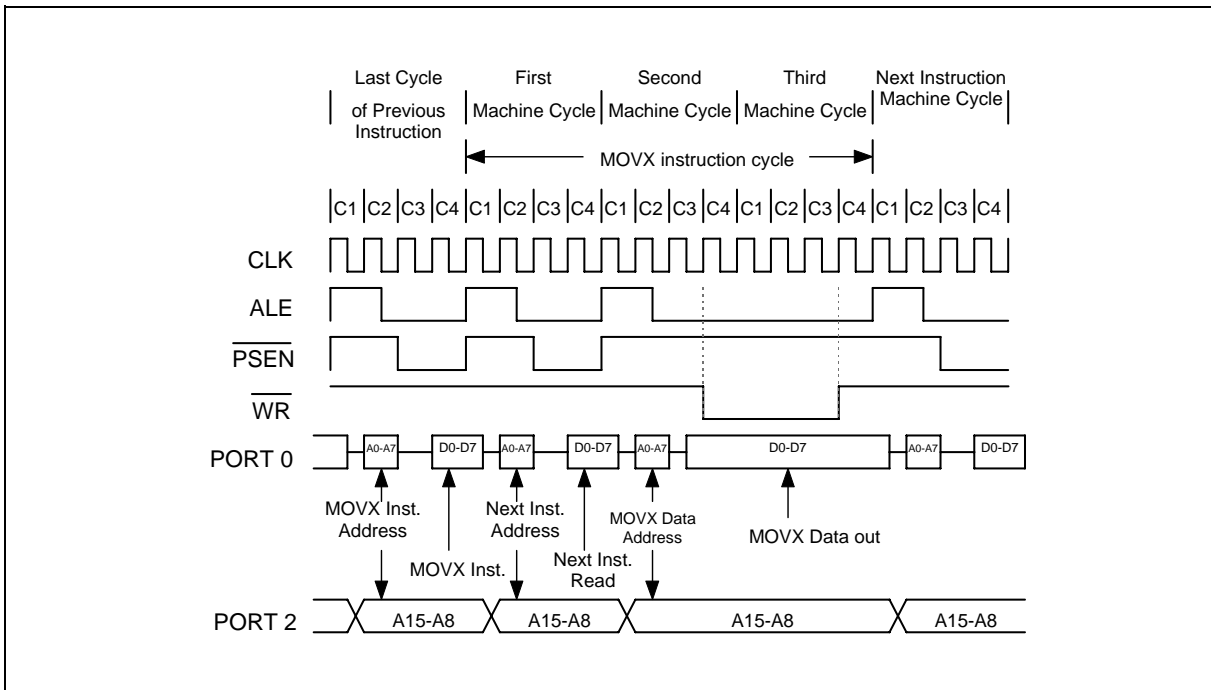 Last Cycle
of Previous
Instruction
First
Machine Cycle
Second
Machine Cycle
Third
Machine Cycle
Next Instruction
Machine Cycle
MOVX instruction cycle
C1 C2 C3 C4 C1 C2 C3 C4 C1 C2 C3 C4 C1 C2 C3 C4 C1 C2 C3 C4
CLK
ALE
PSEN
WR
PORT 0
A0-A7 D0-D7 A0-A7 D0-D7 A0-A7 D0-D7 A0-A7 D0-D7
MOVX Inst.
Address
MOVX Inst.
Next Inst.
Address
Next Inst.
Read
MOVX Data
Address
MOVX Data out
PORT 2
A15-A8 A15-A8 A15-A8 A15-A8